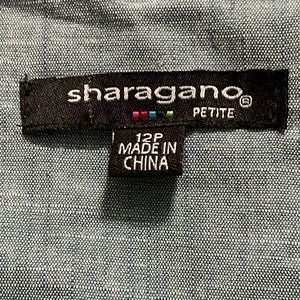 sharagano®
PETITE
12P
MADE IN
CHINA